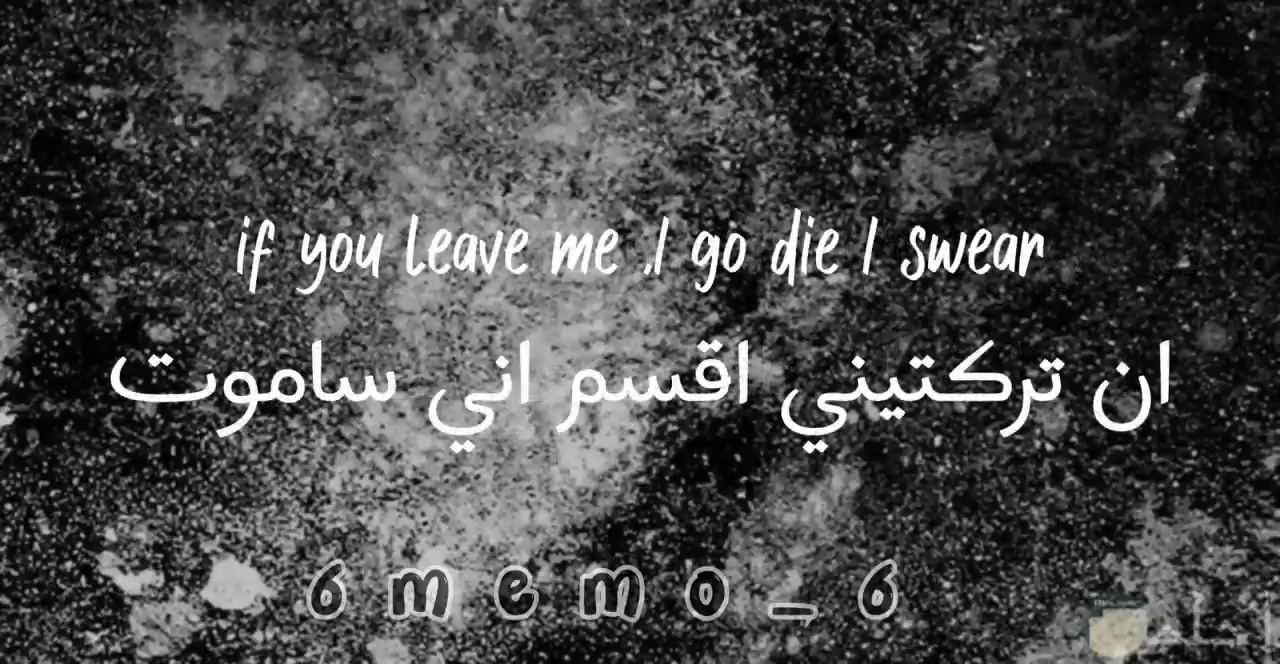 if you leave me ,I go die I swear
ان تركتيني اقسم اني ساموت
6 m e m o _ 6